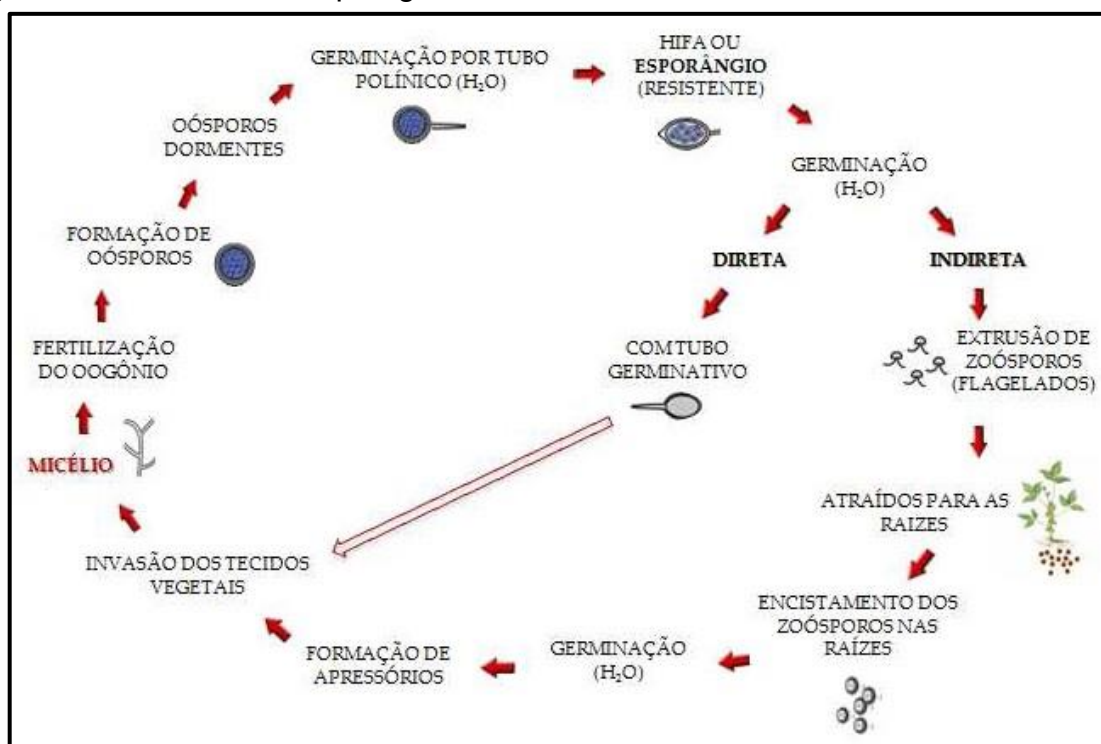 GERMINAÇÃO POR TUBO
POLÍNICO (H₂O)
HIFA OU
ESPORÂNGIO
(RESISTENTE)
GERMINAÇÃO
(H₂O)
DIRETA
INDIRETA
COM TUBO
GERMINATIVO
EXTRUSÃO DE
ZOÓSPOROS
(FLAGELADOS)
ATRAÍDOS PARA AS
RAIZES
ENCISTAMENTO DOS
ZOÓSPOROS NAS
RAÍZES
GERMINAÇÃO
(H₂O)
FORMAÇÃO DE
APRESSÓRIOS
INVASÃO DOS TECIDOS
VEGETAIS
MICÉLIO
FERTILIZAÇÃO
DO OOGÔNIO
FORMAÇÃO DE
OÓSPOROS
OÓSPOROS
DORMENTES